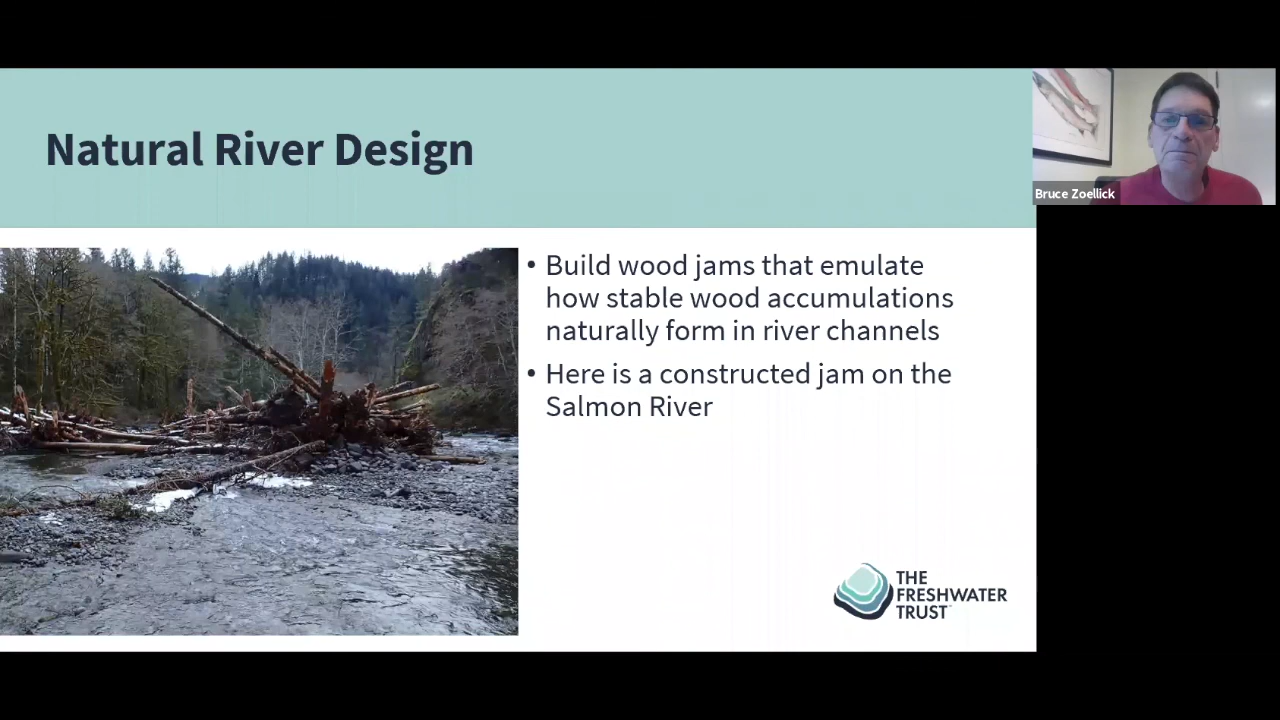 Natural River Design
Bruce Zoellick
• Build wood jams that emulate
how stable wood accumulations
naturally form in river channels
• Here is a constructed jam on the
Salmon River
THE
FRESHWATER
TRUST